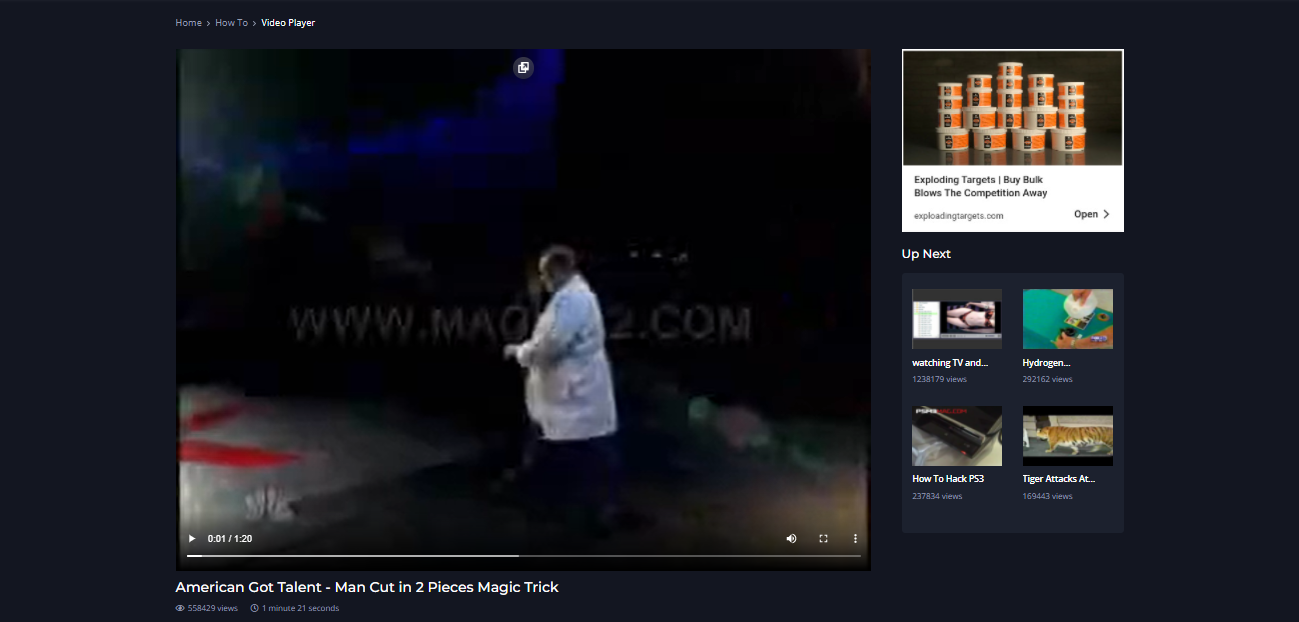 Home > How To > Video Player
WWW.MAG
2.COM
0:01 / 1:20
American Got Talent - Man Cut in 2 Pieces Magic Trick
558429 views 1 minute 21 seconds
Exploding Targets | Buy Bulk
Blows The Competition Away
exploadingtargets.com
Open >
Up Next
watching TV and...
1238179 views
Hydrogen...
292162 views
How To Hack PS3
237834 views
Tiger Attacks At...
169443 views